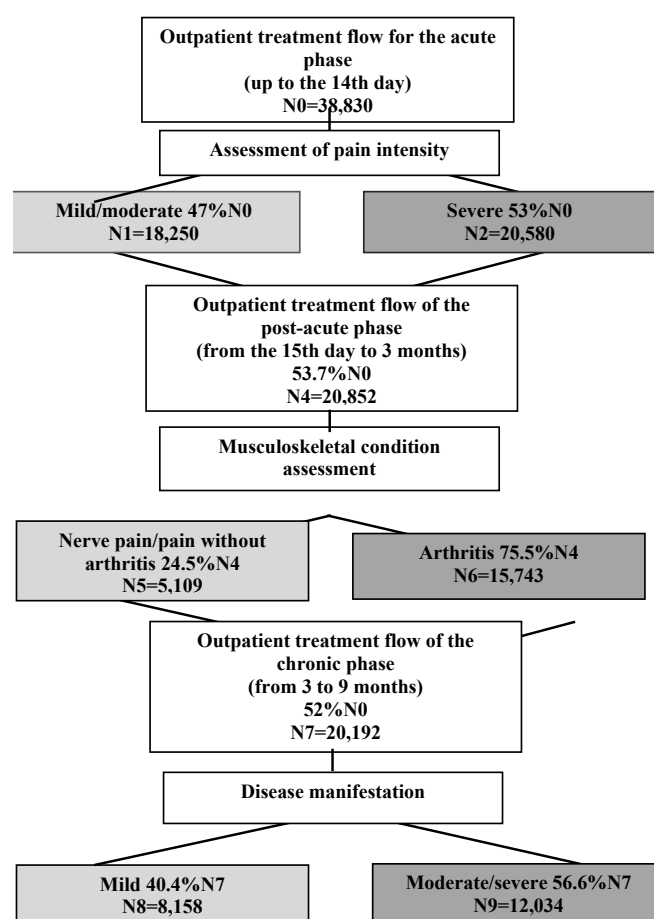 Outpatient treatment flow for the acute
phase
(up to the 14th day)
N0=38,830
Assessment of pain intensity
Mild/moderate 47%N0
N1=18,250
Severe 53%N0
N2=20,580
Outpatient treatment flow of the
post-acute phase
(from the 15th day to 3 months)
53.7%N0
N4=20,852
Musculoskeletal condition
assessment
Nerve pain/pain without
arthritis 24.5%N4
N5=5,109
Arthritis 75.5%N4
N6=15,743
Outpatient treatment flow of the
chronic phase
(from 3 to 9 months)
52%N0
N7=20,192
Disease manifestation
Mild 40.4%N7
N8=8,158
Moderate/severe 56.6%N7
N9=12,034